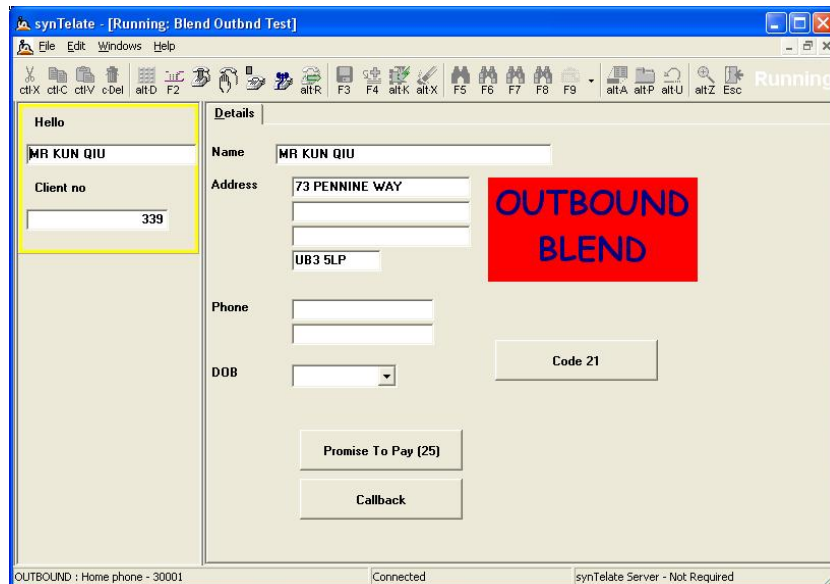 synTelate - [Running: Blend Outbnd Test]
File Edit Windows Help
ctl-X ctl-C ctl-V c-Del alt-D F2 alt-R F3 F4 alt-K alt-X F5 F6 F7 F8 F9 alt-A alt-P alt-U alt-Z Esc Running
Hello
MR KUN QIU
Client no
339
Details
Name MR KUN QIU
Address 73 PENNINE WAY
UB3 5LP
OUTBOUND
BLEND
Phone
Code 21
DOB
Promise To Pay (25)
Callback
OUTBOUND : Home phone - 30001 Connected synTelate Server - Not Required